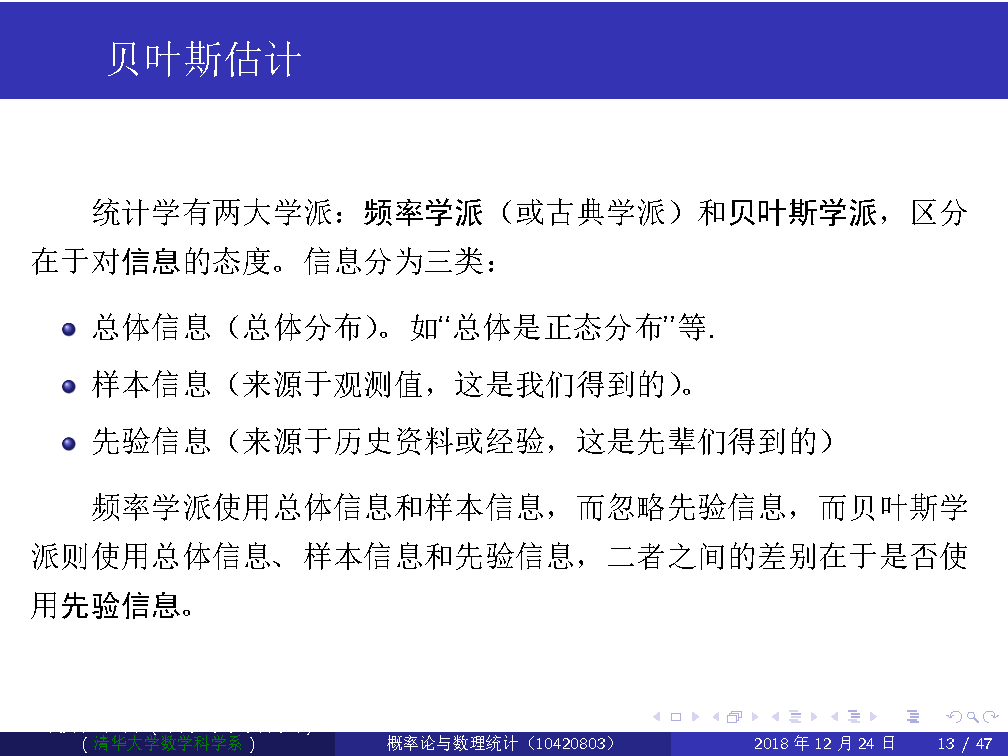 贝叶斯估计
统计学有两大学派：频率学派（或古典学派）和贝叶斯学派，区分
在于对信息的态度。信息分为三类：
总体信息（总体分布）。如“总体是正态分布”等.
样本信息（来源于观测值，这是我们得到的）。
先验信息（来源于历史资料或经验，这是先辈们得到的）
频率学派使用总体信息和样本信息，而忽略先验信息，而贝叶斯学
派则使用总体信息、样本信息和先验信息，二者之间的差别在于是否使
用先验信息。
( 清华大学数学科学系 ) 概率论与数理统计（10420803） 2018 年 12 月 24 日 13 / 47